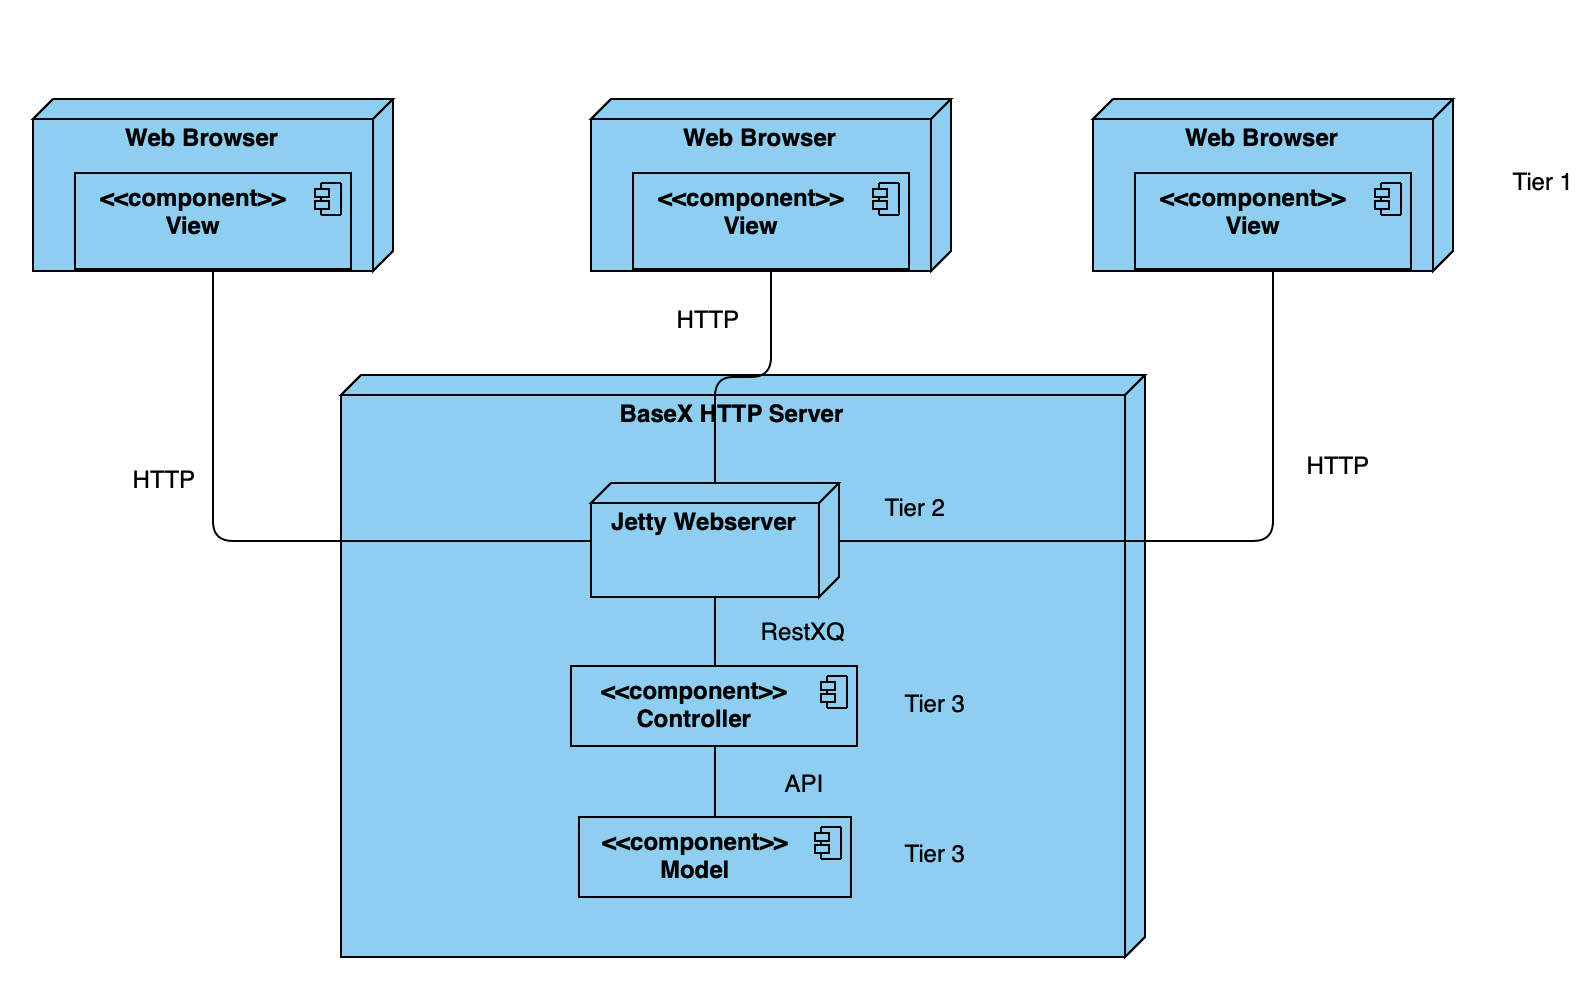 Web Browser
<<component>>
View
Web Browser
<<component>>
View
Web Browser
<<component>>
View
Tier 1
HTTP
BaseX HTTP Server
HTTP
HTTP
Jetty Webserver
Tier 2
RestXQ
<<component>>
Controller
Tier 3
API
<<component>>
Model
Tier 3